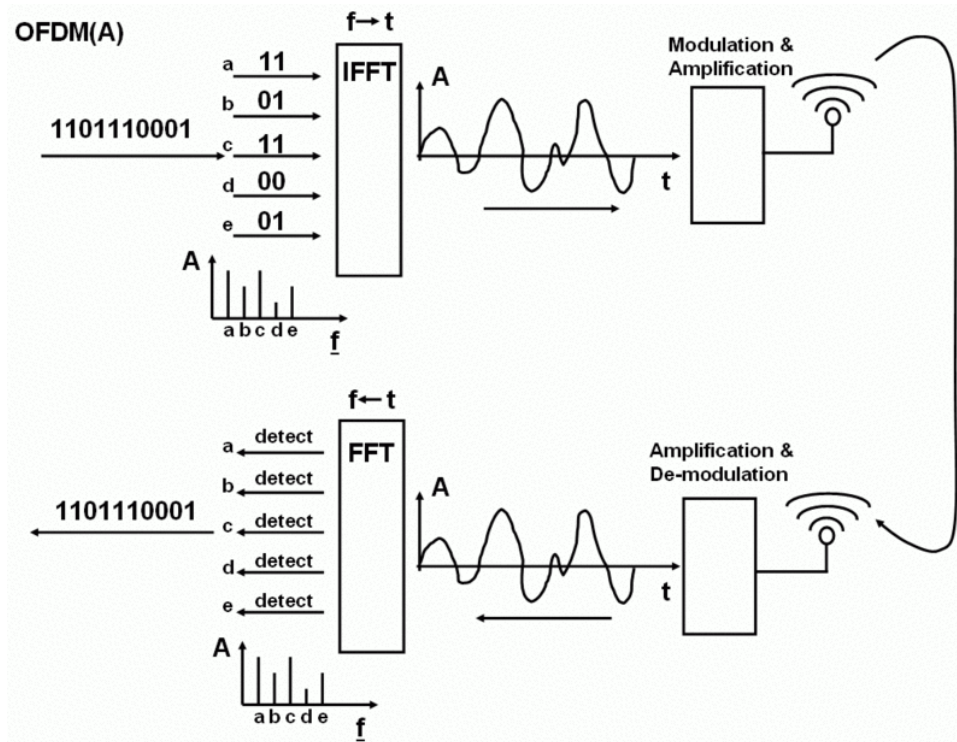 OFDM(A)
f→t
IFFT
a 11
b 01
c 11
d 00
e 01
1101110001
A
a b c d e
f
A
t
Modulation &
Amplification
f←t
FFT
a detect
b detect
c detect
d detect
e detect
1101110001
A
a b c d e
f
A
t
Amplification &
De-modulation